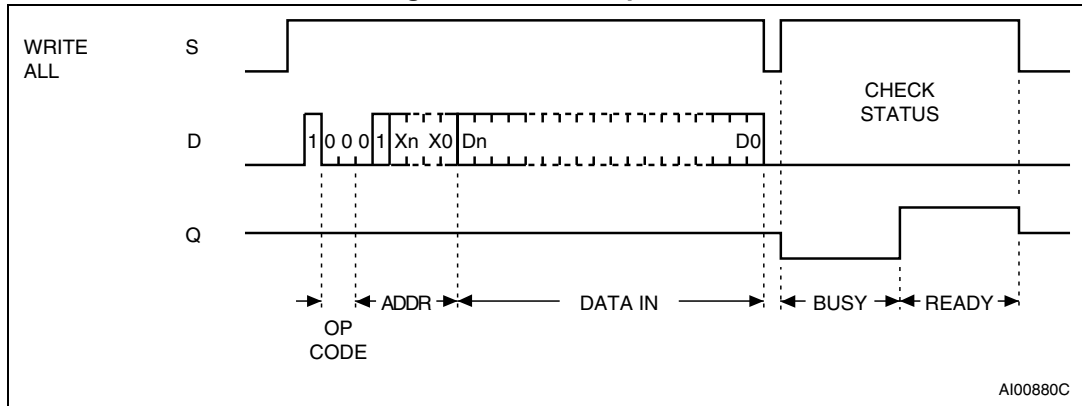 WRITE
ALL
S
CHECK
STATUS
D
1 0 0 0 1 Xn X0 Dn D0
Q
ADDR DATA IN BUSY READY
OP
CODE
AI00880C